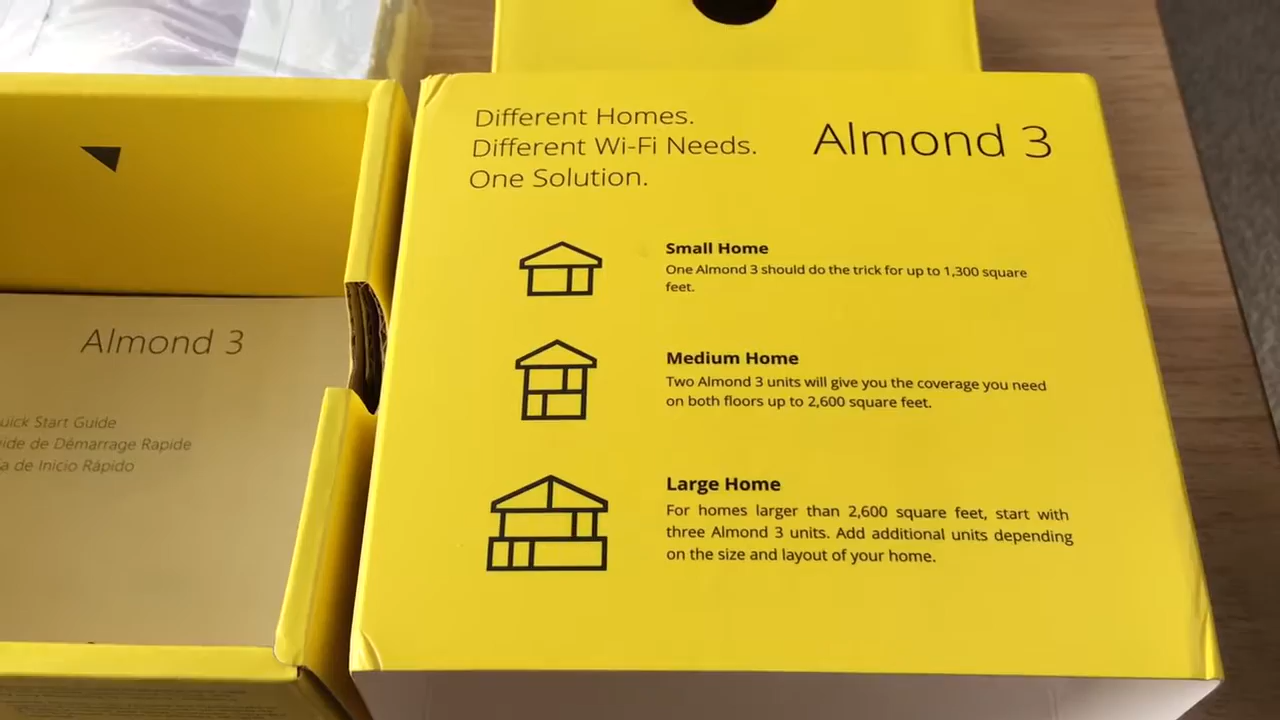 Different Homes.
Different Wi-Fi Needs.
One Solution.
Almond 3
Small Home
One Almond 3 should do the trick for up to 1,300 square
feet.
Medium Home
Two Almond 3 units will give you the coverage you need
on both floors up to 2,600 square feet.
Large Home
For homes larger than 2,600 square feet, start with
three Almond 3 units. Add additional units depending
on the size and layout of your home.
Almond 3
Start Guide
de Démarrage Rapide
de Inicio Rápido